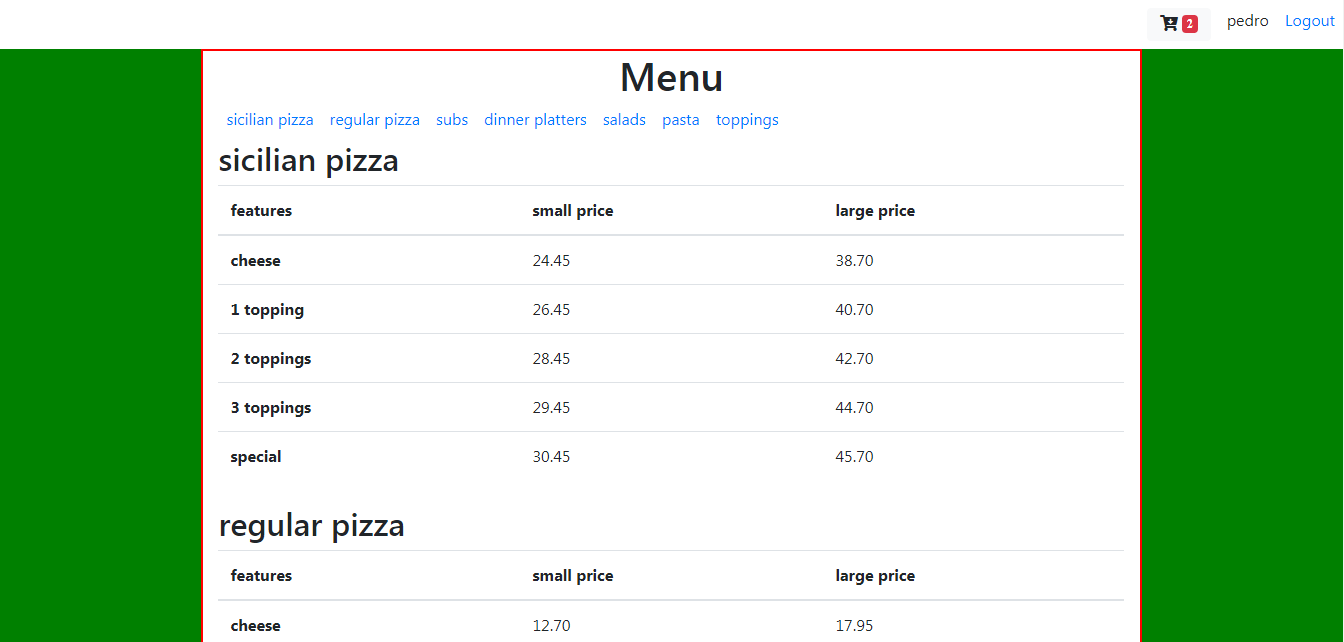 2 pedro Logout
Menu
sicilian pizza regular pizza subs dinner platters salads pasta toppings
sicilian pizza
features small price large price
cheese 24.45 38.70
1 topping 26.45 40.70
2 toppings 28.45 42.70
3 toppings 29.45 44.70
special 30.45 45.70
regular pizza
features small price large price
cheese 12.70 17.95